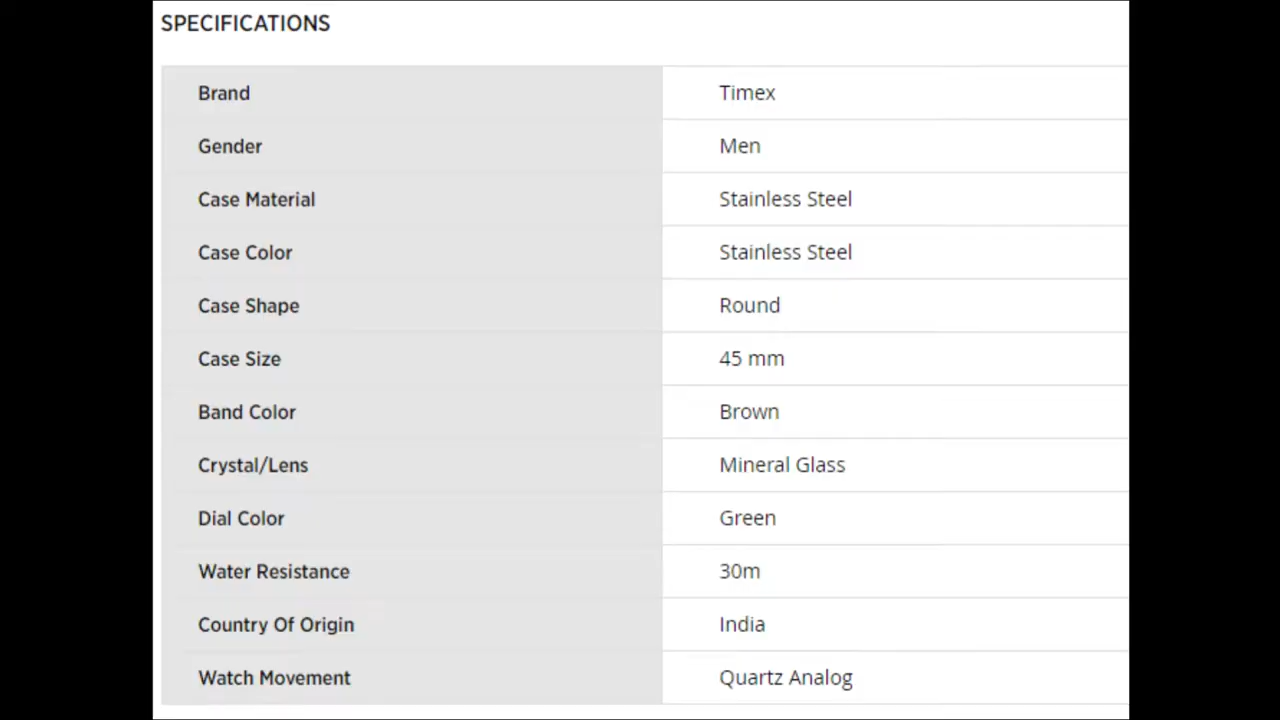 SPECIFICATIONS
Brand Timex
Gender Men
Case Material Stainless Steel
Case Color Stainless Steel
Case Shape Round
Case Size 45 mm
Band Color Brown
Crystal/Lens Mineral Glass
Dial Color Green
Water Resistance 30m
Country Of Origin India
Watch Movement Quartz Analog